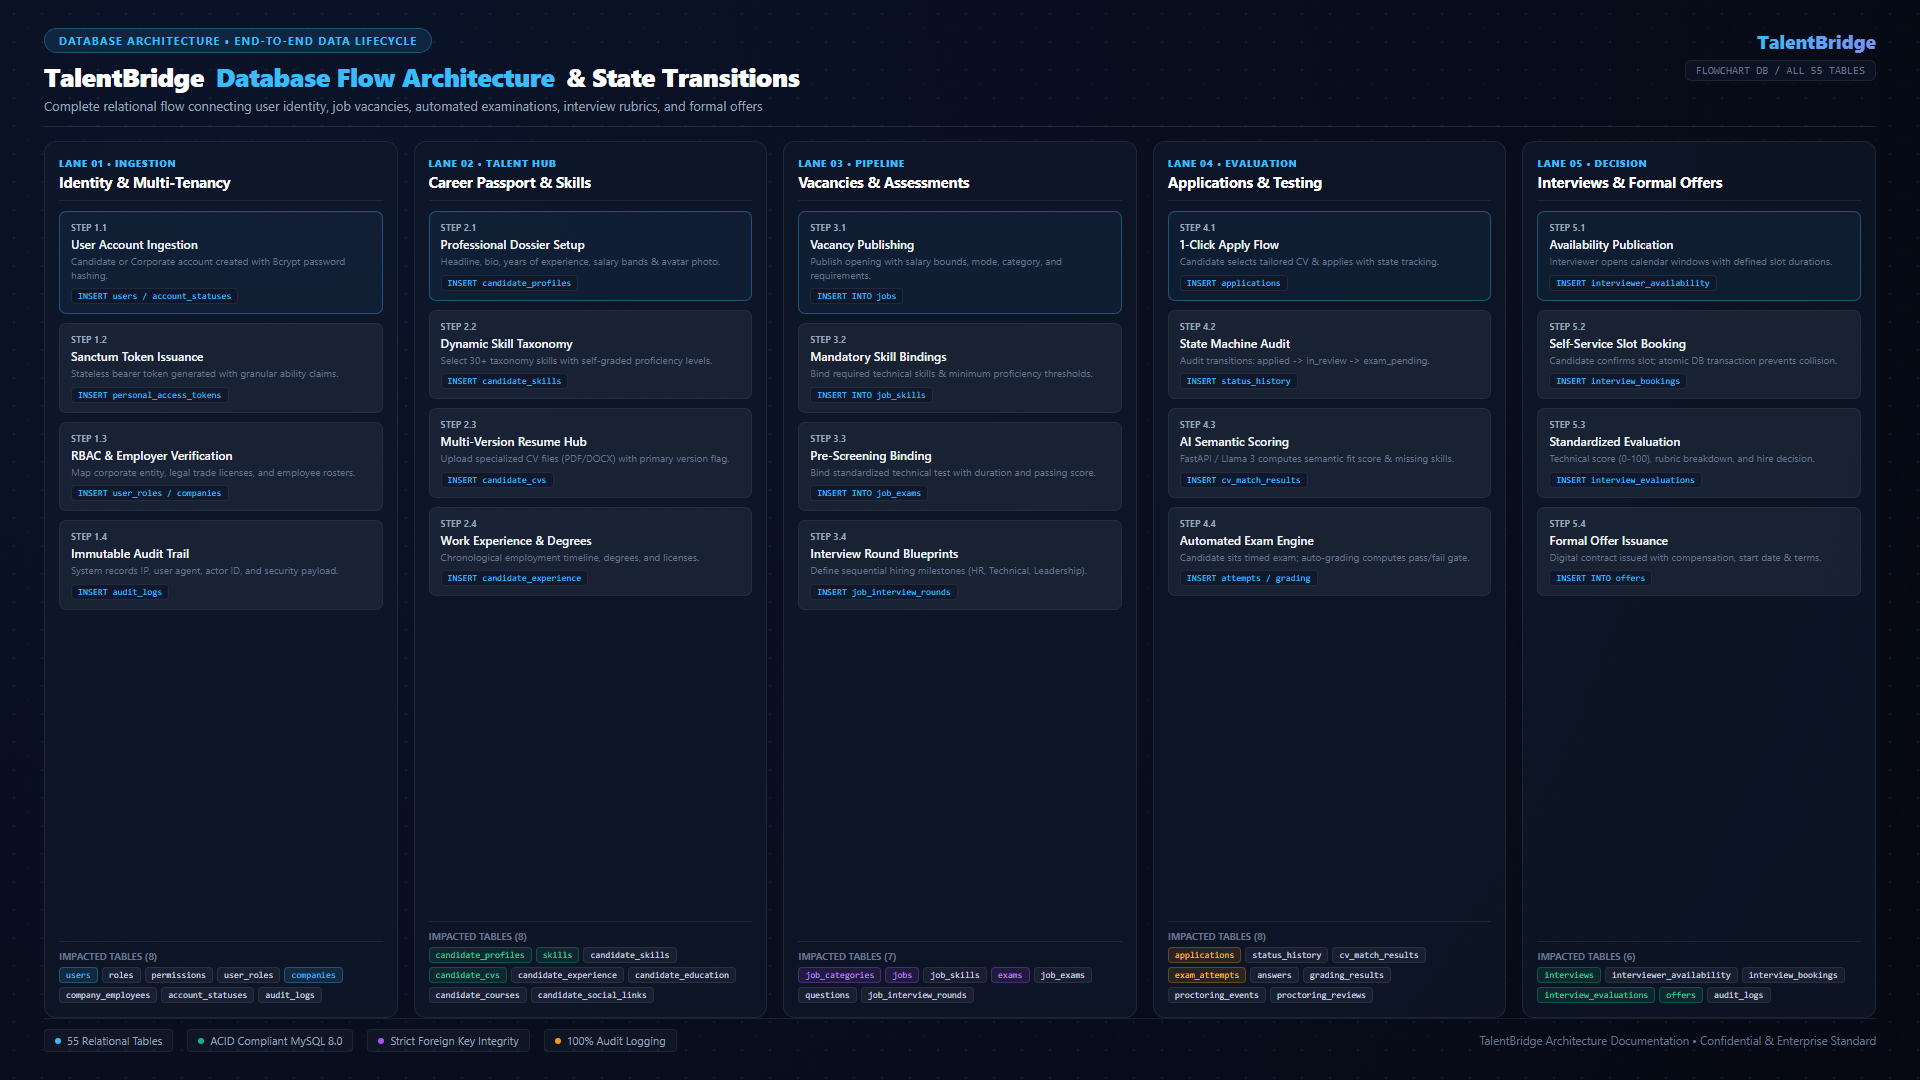 DATABASE ARCHITECTURE • END-TO-END DATA LIFECYCLE
TalentBridge Database Flow Architecture & State Transitions
Complete relational flow connecting user identity, job vacancies, automated examinations, interview rubrics, and formal offers
TalentBridge
FLOWCHART DB / ALL 55 TABLES
LANE 01 • INGESTION
Identity & Multi-Tenancy
STEP 1.1
User Account Ingestion
Candidate or Corporate account created with Bcrypt password
hashing.
INSERT users / account_statuses
STEP 1.2
Sanctum Token Issuance
Stateless bearer token generated with granular ability claims.
INSERT personal_access_tokens
STEP 1.3
RBAC & Employer Verification
Map corporate entity, legal trade licenses, and employee rosters.
INSERT user_roles / companies
STEP 1.4
Immutable Audit Trail
System records IP, user agent, actor ID, and security payload.
INSERT audit_logs
IMPACTED TABLES (8)
users roles permissions user_roles companies
company_employees account_statuses audit_logs
LANE 02 • TALENT HUB
Career Passport & Skills
STEP 2.1
Professional Dossier Setup
Headline, bio, years of experience, salary bands & avatar photo.
INSERT candidate_profiles
STEP 2.2
Dynamic Skill Taxonomy
Select 30+ taxonomy skills with self-graded proficiency levels.
INSERT candidate_skills
STEP 2.3
Multi-Version Resume Hub
Upload specialized CV files (PDF/DOCX) with primary version flag.
INSERT candidate_cvs
STEP 2.4
Work Experience & Degrees
Chronological employment timeline, degrees, and licenses.
INSERT candidate_experience
IMPACTED TABLES (8)
candidate_profiles skills candidate_skills
candidate_cvs candidate_experience candidate_education
candidate_courses candidate_social_links
LANE 03 • PIPELINE
Vacancies & Assessments
STEP 3.1
Vacancy Publishing
Publish opening with salary bounds, mode, category, and
requirements.
INSERT INTO jobs
STEP 3.2
Mandatory Skill Bindings
Bind required technical skills & minimum proficiency thresholds.
INSERT INTO job_skills
STEP 3.3
Pre-Screening Binding
Bind standardized technical test with duration and passing score.
INSERT INTO job_exams
STEP 3.4
Interview Round Blueprints
Define sequential hiring milestones (HR, Technical, Leadership).
INSERT job_interview_rounds
IMPACTED TABLES (7)
job_categories jobs job_skills exams job_exams
questions job_interview_rounds
LANE 04 • EVALUATION
Applications & Testing
STEP 4.1
1-Click Apply Flow
Candidate selects tailored CV & applies with state tracking.
INSERT applications
STEP 4.2
State Machine Audit
Audit transitions: applied -> in_review -> exam_pending.
INSERT status_history
STEP 4.3
AI Semantic Scoring
FastAPI / Llama 3 computes semantic fit score & missing skills.
INSERT cv_match_results
STEP 4.4
Automated Exam Engine
Candidate sits timed exam; auto-grading computes pass/fail gate.
INSERT attempts / grading
IMPACTED TABLES (8)
applications status_history cv_match_results
exam_attempts answers grading_results
proctoring_events proctoring_reviews
LANE 05 • DECISION
Interviews & Formal Offers
STEP 5.1
Availability Publication
Interviewer opens calendar windows with defined slot durations.
INSERT interviewer_availability
STEP 5.2
Self-Service Slot Booking
Candidate confirms slot; atomic DB transaction prevents collision.
INSERT interview_bookings
STEP 5.3
Standardized Evaluation
Technical score (0-100), rubric breakdown, and hire decision.
INSERT interview_evaluations
STEP 5.4
Formal Offer Issuance
Digital contract issued with compensation, start date & terms.
INSERT INTO offers
IMPACTED TABLES (6)
interviews interviewer_availability interview_bookings
interview_evaluations offers audit_logs
55 Relational Tables
ACID Compliant MySQL 8.0
Strict Foreign Key Integrity
100% Audit Logging
TalentBridge Architecture Documentation • Confidential & Enterprise Standard